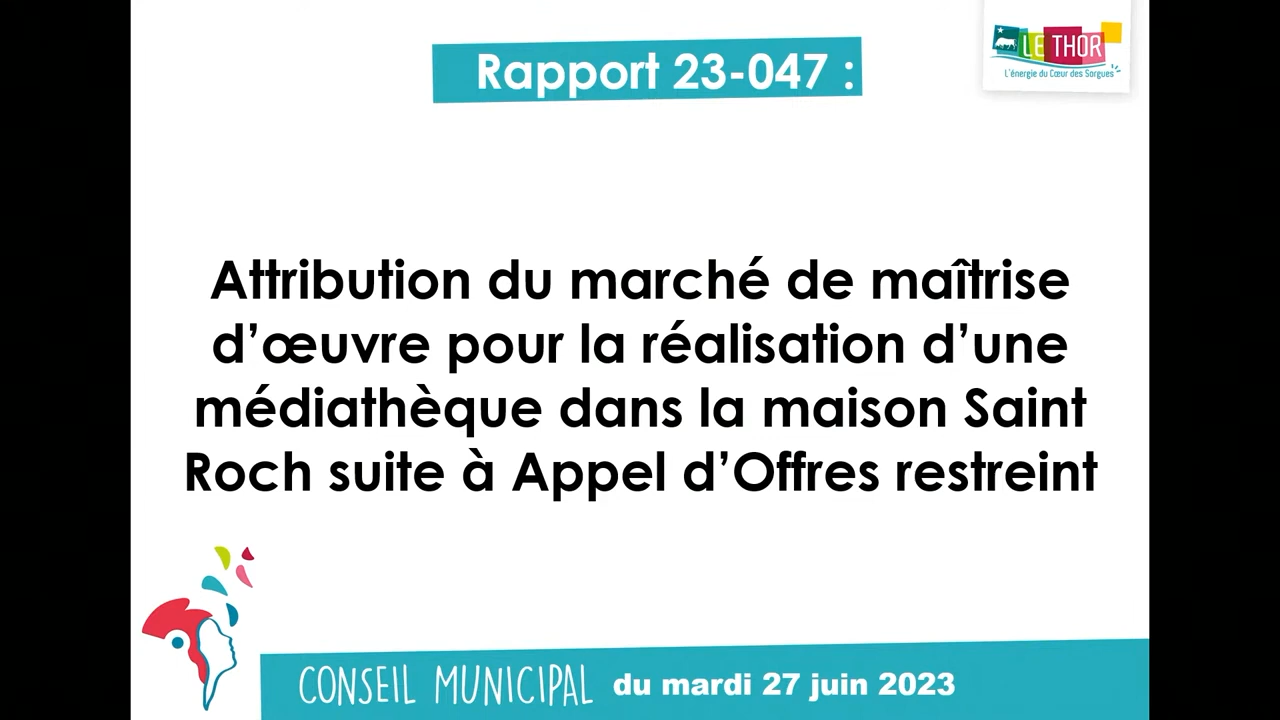 Rapport 23-047 :
LE THOR
L'énergie du Cœur des Sorgues
Attribution du marché de maîtrise
d’œuvre pour la réalisation d’une
médiathèque dans la maison Saint
Roch suite à Appel d’Offres restreint
CONSEIL MUNICIPAL du mardi 27 juin 2023